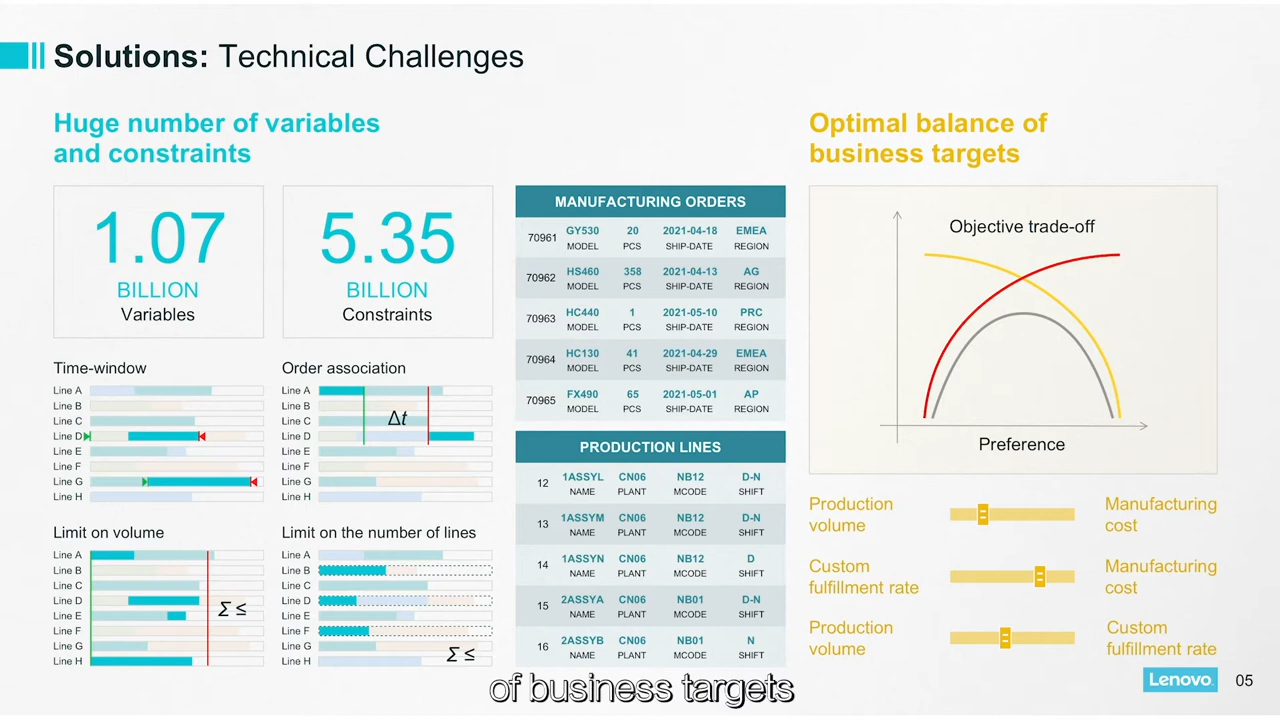 Solutions: Technical Challenges
Huge number of variables
and constraints
1.07
BILLION
Variables
5.35
BILLION
Constraints
Time-window
Line A
Line B
Line C
Line D
Line E
Line F
Line G
Line H
Order association
Line A
Line B
Line C
Line D
Line E
Line F
Line G
Line H
Δt
Limit on volume
Line A
Line B
Line C
Line D
Line E
Line F
Line G
Line H
Σ ≤
Limit on the number of lines
Line A
Line B
Line C
Line D
Line E
Line F
Line G
Line H
Σ ≤
MANUFACTURING ORDERS
70961 GY530 20 2021-04-18 EMEA
MODEL PCS SHIP-DATE REGION
70962 HS460 358 2021-04-13 AG
MODEL PCS SHIP-DATE REGION
70963 HC440 1 2021-05-10 PRC
MODEL PCS SHIP-DATE REGION
70964 HC130 41 2021-04-29 EMEA
MODEL PCS SHIP-DATE REGION
70965 FX490 65 2021-05-01 AP
MODEL PCS SHIP-DATE REGION
PRODUCTION LINES
12 1ASSYL CN06 NB12 D-N
NAME PLANT MCODE SHIFT
13 1ASSYM CN06 NB12 D-N
NAME PLANT MCODE SHIFT
14 1ASSYN CN06 NB12 D
NAME PLANT MCODE SHIFT
15 2ASSYA CN06 NB01 D-N
NAME PLANT MCODE SHIFT
16 2ASSYB CN06 NB01 N
NAME PLANT MCODE SHIFT
Optimal balance of
business targets
Objective trade-off
Preference
Production
volume
Manufacturing
cost
Custom
fulfillment rate
Manufacturing
cost
Production
volume
Custom
fulfillment rate
of business targets
Lenovo
05